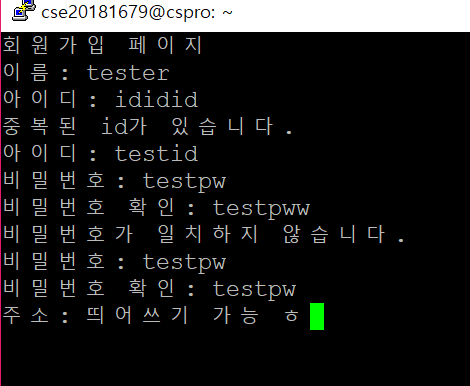 cse20181679@cspro: ~
회원가입 페이지
이름: tester
아이디: ididid
중복된 id가 있습니다.
아이디: testid
비밀번호: testpw
비밀번호 확인: testpww
비밀번호가 일치하지 않습니다.
비밀번호: testpw
비밀번호 확인: testpw
주소: 띄어쓰기 가능 ㅎ